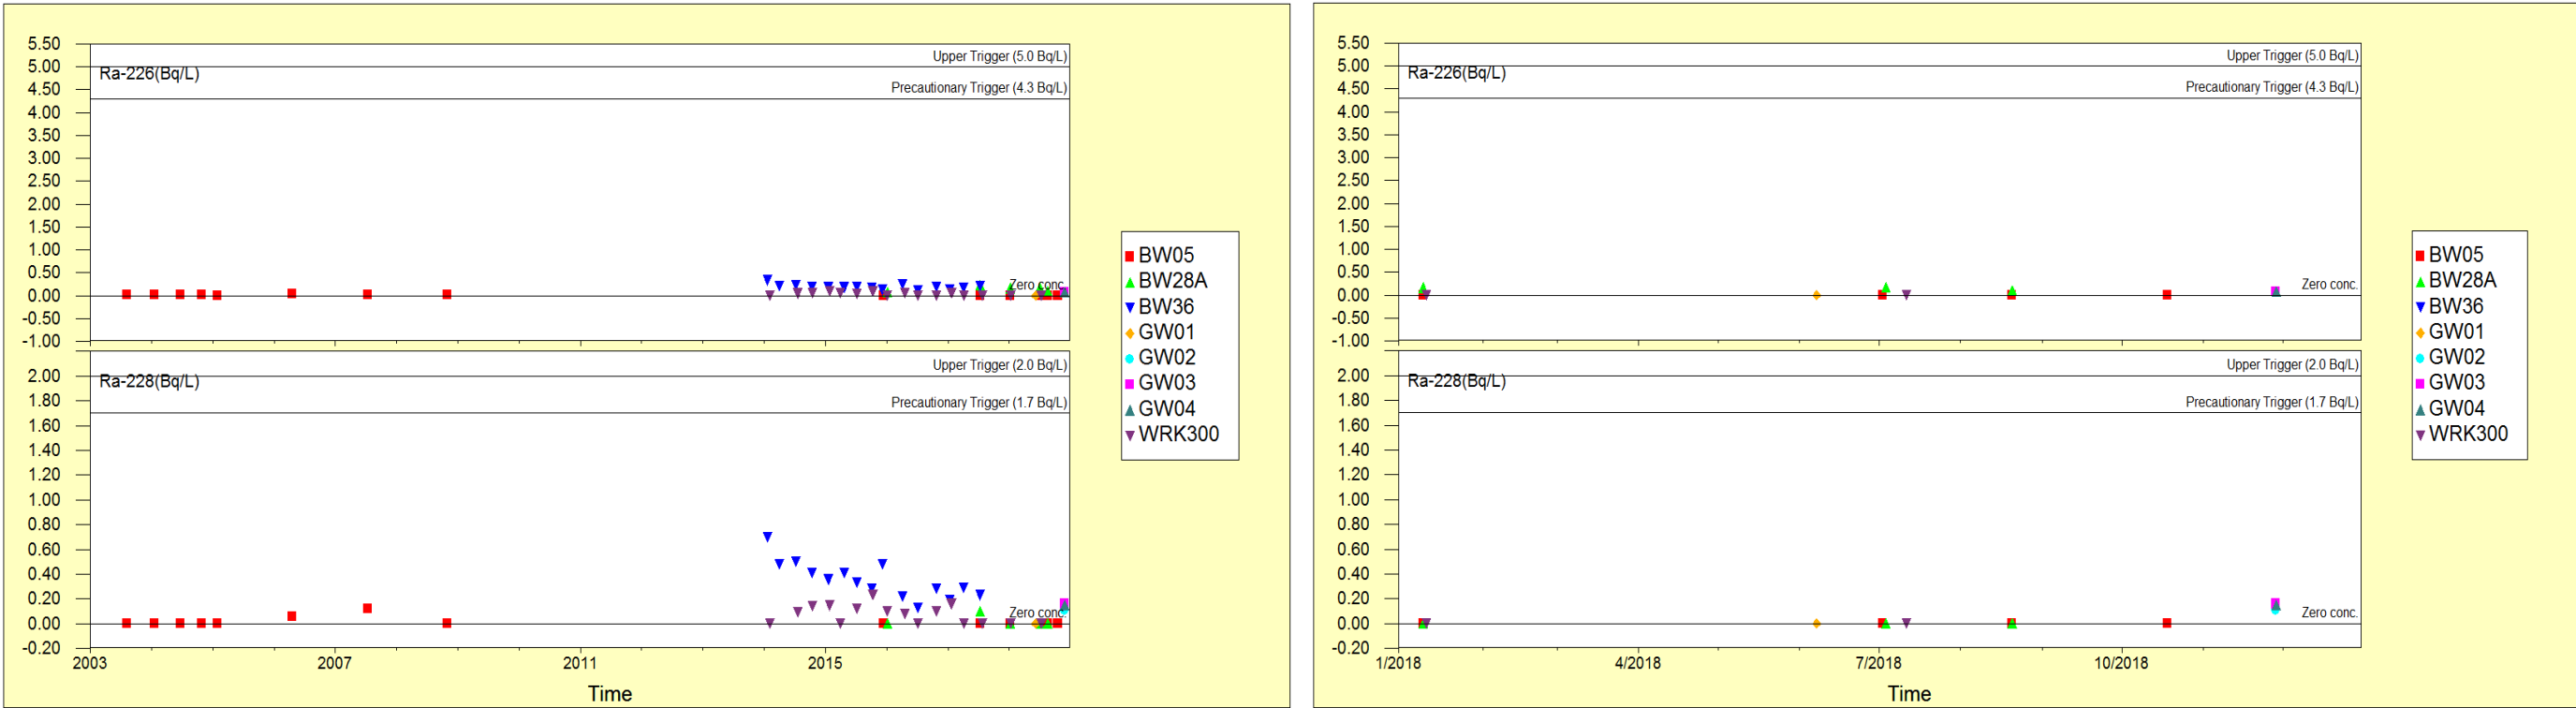 5.50
5.00
4.50
4.00
3.50
3.00
2.50
2.00
1.50
1.00
0.50
0.00
-0.50
-1.00
Ra-226(Bq/L)
Upper Trigger (5.0 Bq/L)
Precautionary Trigger (4.3 Bq/L)
Zero conc.
2.00
1.80
1.60
1.40
1.20
1.00
0.80
0.60
0.40
0.20
0.00
-0.20
Ra-228(Bq/L)
Upper Trigger (2.0 Bq/L)
Precautionary Trigger (1.7 Bq/L)
Zero conc.
2003 2007 2011 2015
Time
BW05
BW28A
BW36
GW01
GW02
GW03
GW04
WRK300
5.50
5.00
4.50
4.00
3.50
3.00
2.50
2.00
1.50
1.00
0.50
0.00
-0.50
-1.00
Ra-226(Bq/L)
Upper Trigger (5.0 Bq/L)
Precautionary Trigger (4.3 Bq/L)
Zero conc.
2.00
1.80
1.60
1.40
1.20
1.00
0.80
0.60
0.40
0.20
0.00
-0.20
Ra-228(Bq/L)
Upper Trigger (2.0 Bq/L)
Precautionary Trigger (1.7 Bq/L)
Zero conc.
1/2018 4/2018 7/2018 10/2018
Time
BW05
BW28A
BW36
GW01
GW02
GW03
GW04
WRK300